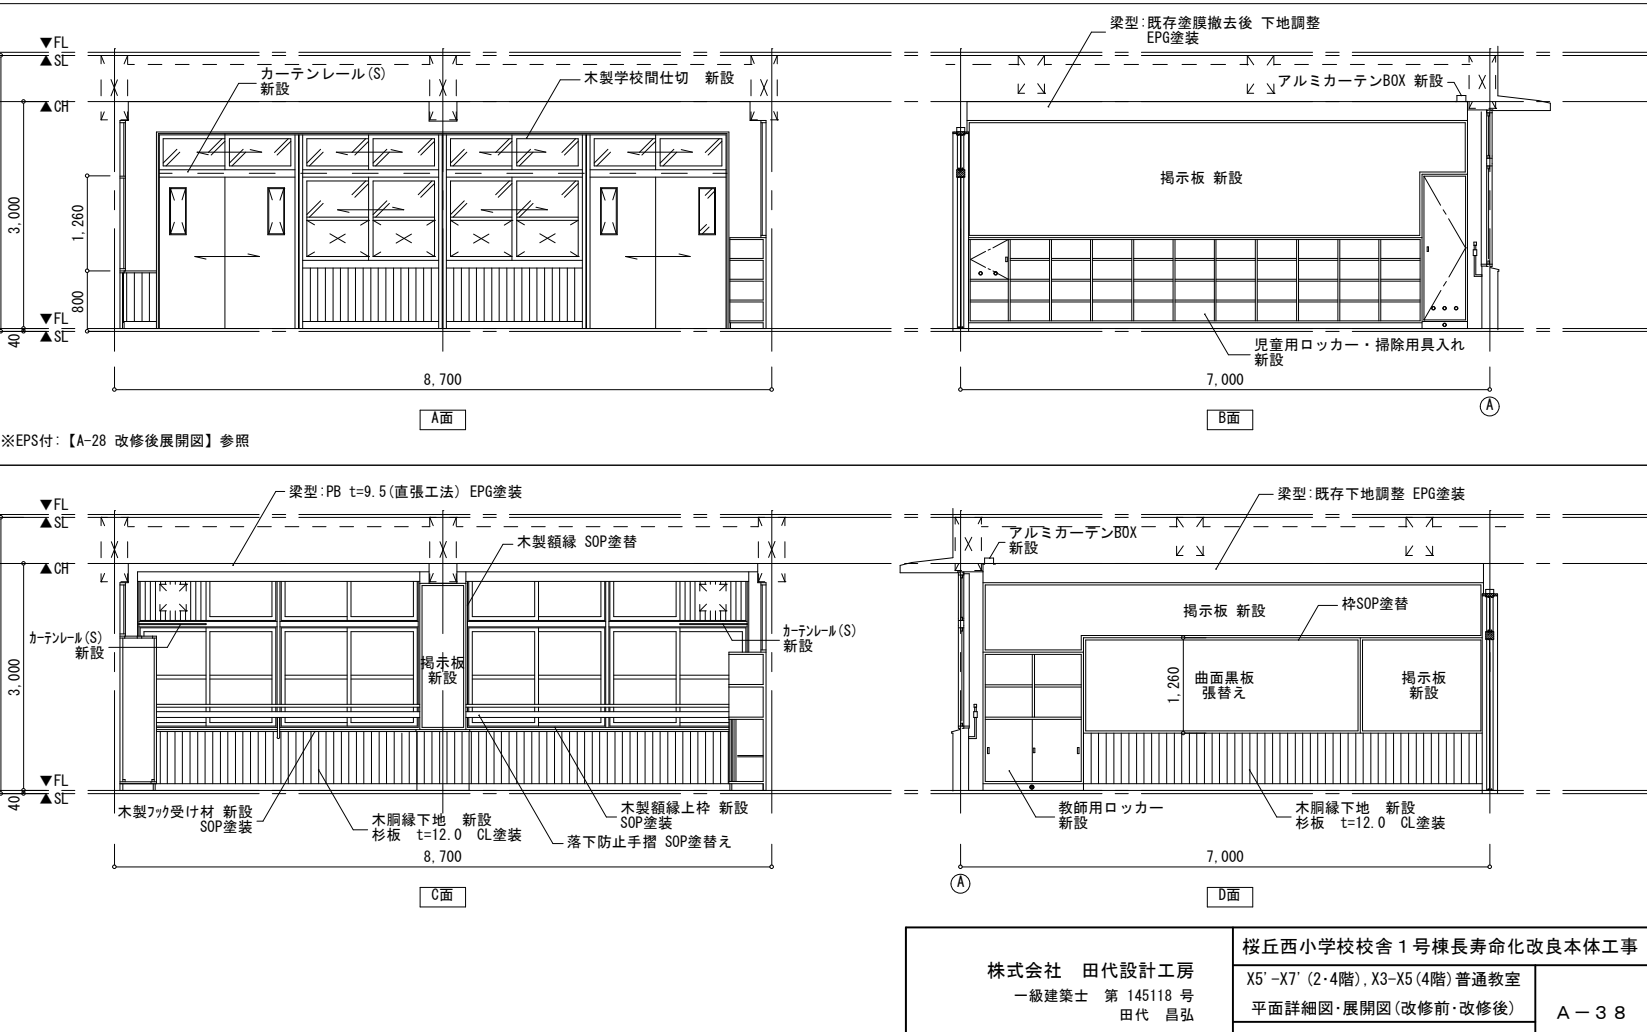 ▼FL
▲SL
▲CH
3,000
1,260
800
▼FL
▲SL
40
カーテンレール(S)
新設
木製学校間仕切 新設
8,700
A面
※EPS付:【A-28 改修後展開図】参照
梁型:既存塗膜撤去後 下地調整
EPG塗装
アルミカーテンBOX 新設
掲示板 新設
児童用ロッカー・掃除用具入れ
新設
7,000
B面
A
▼FL
▲SL
▲CH
3,000
▼FL
▲SL
40
梁型:PB t=9.5(直張工法) EPG塗装
木製額縁 SOP塗替
カーテンレール(S)
新設
掲示板
新設
カーテンレール(S)
新設
木製フック受け材 新設
SOP塗装
木胴縁下地 新設
杉板 t=12.0 CL塗装
木製額縁上枠 新設
SOP塗装
落下防止手摺 SOP塗替え
8,700
C面
梁型:既存下地調整 EPG塗装
アルミカーテンBOX
新設
掲示板 新設
枠SOP塗替
1,260
曲面黒板
張替え
掲示板
新設
教師用ロッカー
新設
木胴縁下地 新設
杉板 t=12.0 CL塗装
7,000
A
D面
株式会社 田代設計工房
一級建築士 第 145118 号
田代 昌弘
桜丘西小学校校舎1号棟長寿命化改良本体工事
X5'-X7'(2・4階),X3-X5(4階)普通教室
平面詳細図・展開図(改修前・改修後)
A-38